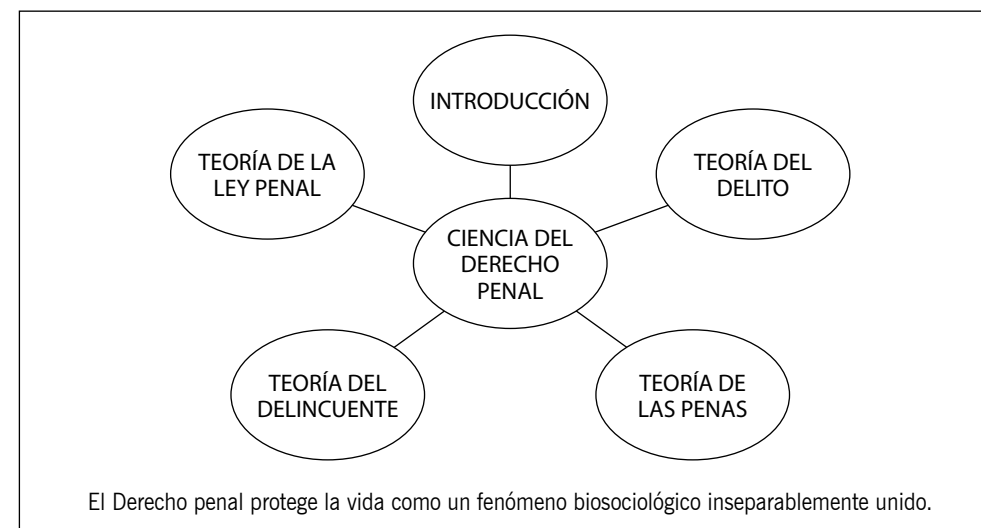 INTRODUCCIÓN
TEORÍA DE LA
LEY PENAL
TEORÍA DEL
DELITO
CIENCIA DEL
DERECHO
PENAL
TEORÍA DEL
DELINCUENTE
TEORÍA DE
LAS PENAS
El Derecho penal protege la vida como un fenómeno biosociológico inseparablemente unido.